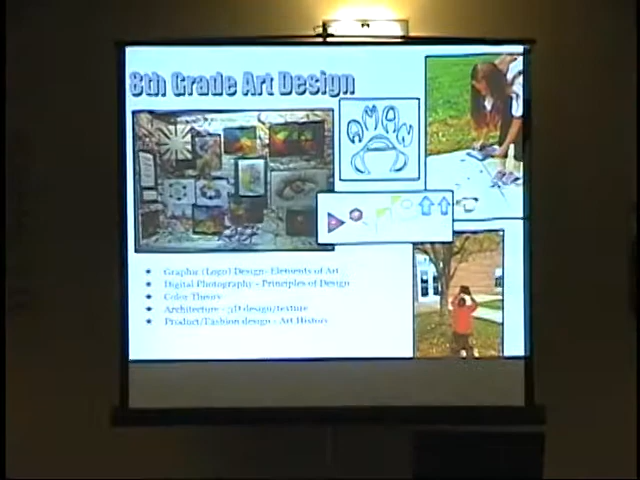 8th Grade Art Design
AMAN
Graphic (Logo) Design- Elements of Art
Digital Photography - Principles of Design
Color Theory
Architecture - 3D design/texture
Product/Fashion design - Art History